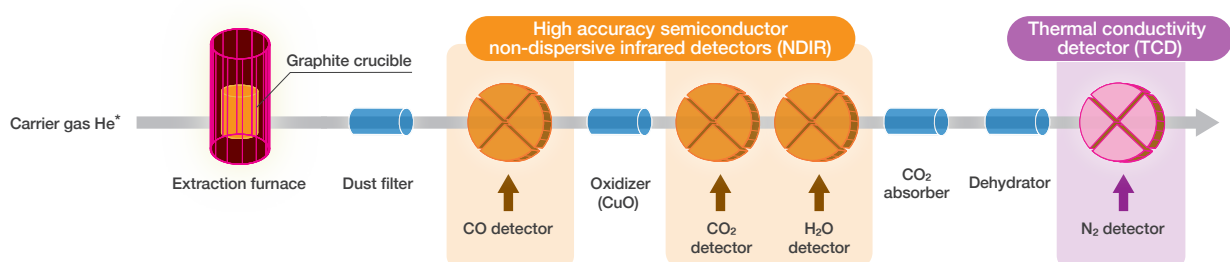 High accuracy semiconductor
non-dispersive infrared detectors (NDIR)
Thermal conductivity
detector (TCD)
Graphite crucible
Carrier gas He*
Extraction furnace
Dust filter
CO detector
Oxidizer
(CuO)
CO₂
detector
H₂O
detector
CO₂
absorber
Dehydrator
N₂ detector